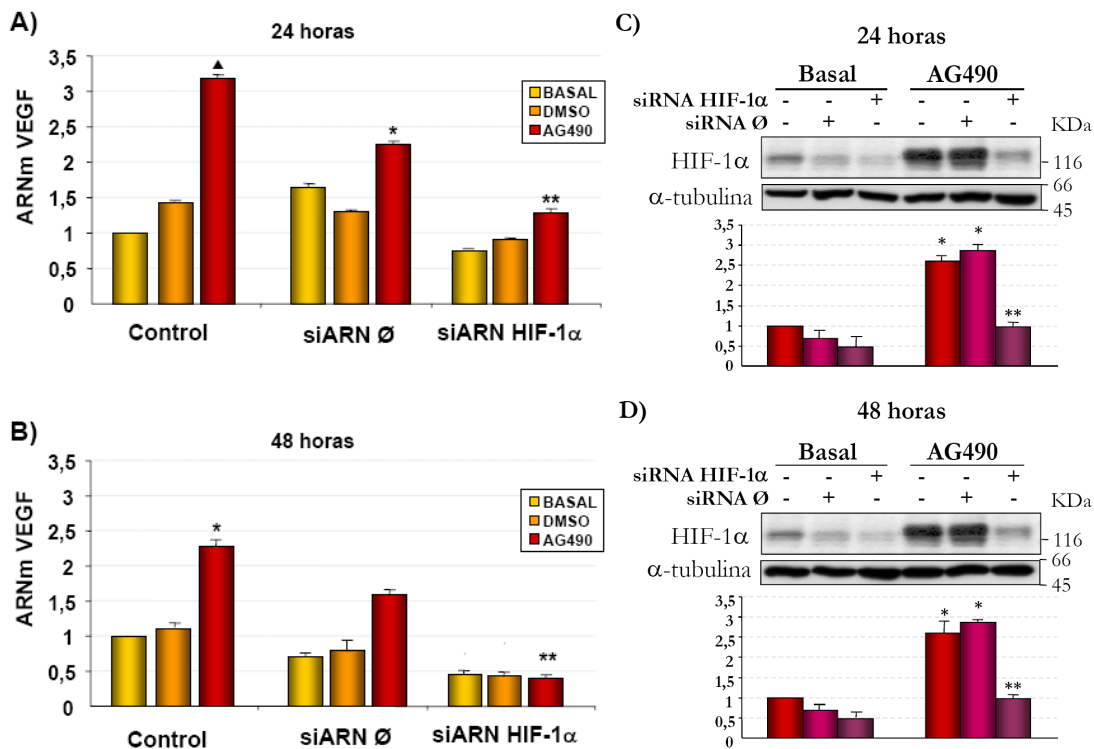 A)
24 horas
ARNm VEGF
3,5
3
2,5
2
1,5
1
0,5
0
▲
*
**
BASAL
DMSO
AG490
Control
siARN Ø
siARN HIF-1α
B)
48 horas
ARNm VEGF
3,5
3
2,5
2
1,5
1
0,5
0
*
**
BASAL
DMSO
AG490
Control
siARN Ø
siARN HIF-1α
C)
24 horas
Basal AG490
siRNA HIF-1α - - + - - +
siRNA Ø - + - - + - KDa
HIF-1α 116
α-tubulina 66
45
3,5
3
2,5
2
1,5
1
0,5
* * **
D)
48 horas
Basal AG490
siRNA HIF-1α - - + - - +
siRNA Ø - + - - + - KDa
HIF-1α 116
α-tubulina 66
45
3,5
3
2,5
2
1,5
1
0,5
* * **